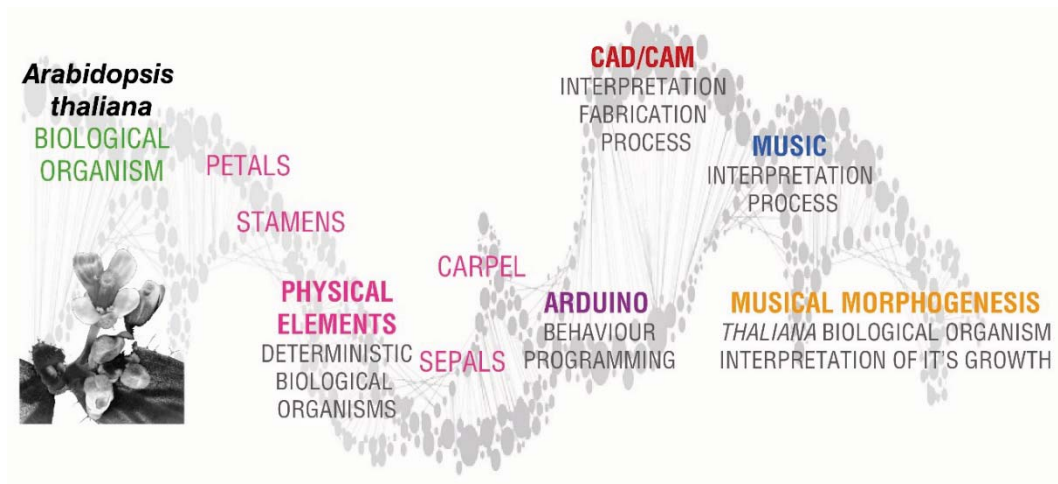 Arabidopsis
thaliana
BIOLOGICAL
ORGANISM
PETALS
STAMENS
PHYSICAL
ELEMENTS
DETERMINISTIC
BIOLOGICAL
ORGANISMS
CARPEL
SEPALS
CAD/CAM
INTERPRETATION
FABRICATION
PROCESS
ARDUINO
BEHAVIOUR
PROGRAMMING
MUSIC
INTERPRETATION
PROCESS
MUSICAL MORPHOGENESIS
THALIANA BIOLOGICAL ORGANISM
INTERPRETATION OF IT'S GROWTH